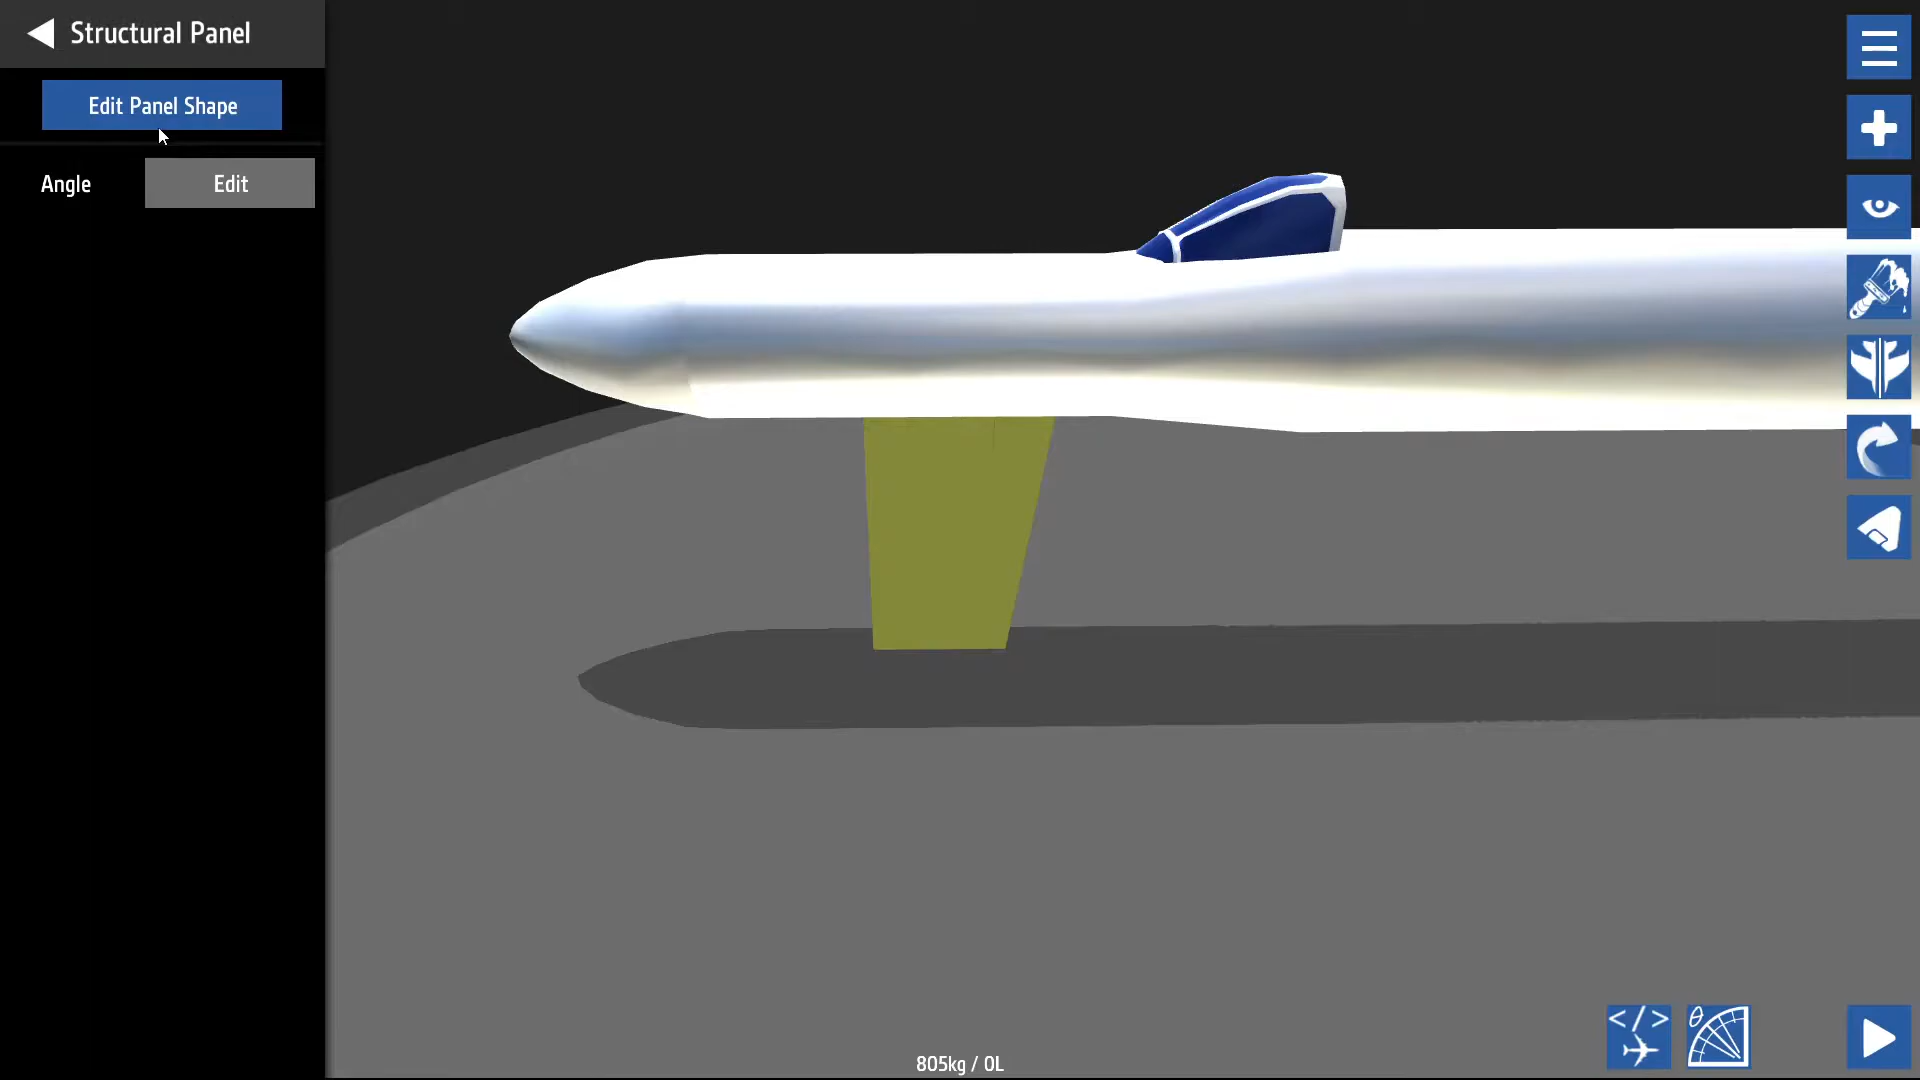 Structural Panel
Edit Panel Shape
Angle
Edit
</>
θ
805kg / 0L